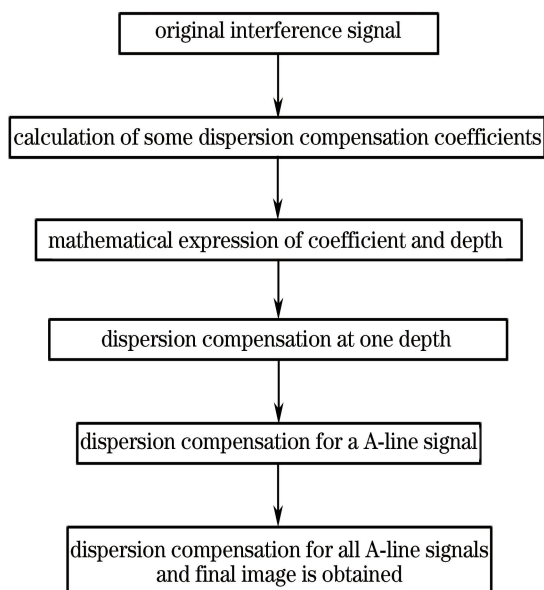 original interference signal
calculation of some dispersion compensation coefficients
mathematical expression of coefficient and depth
dispersion compensation at one depth
dispersion compensation for a A-line signal
dispersion compensation for all A-line signals
and final image is obtained